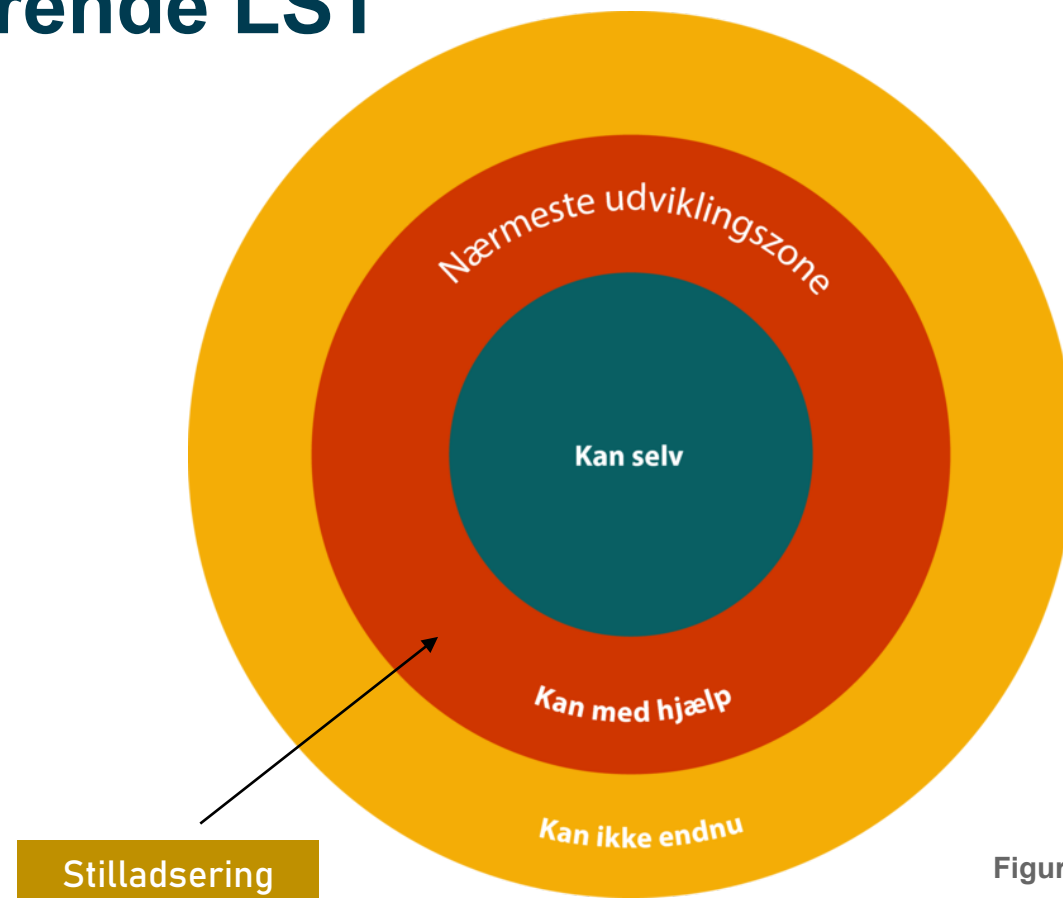 rende LST
Nærmeste udviklingszone
Kan selv
Kan med hjælp
Kan ikke endnu
Stilladsering
Figur